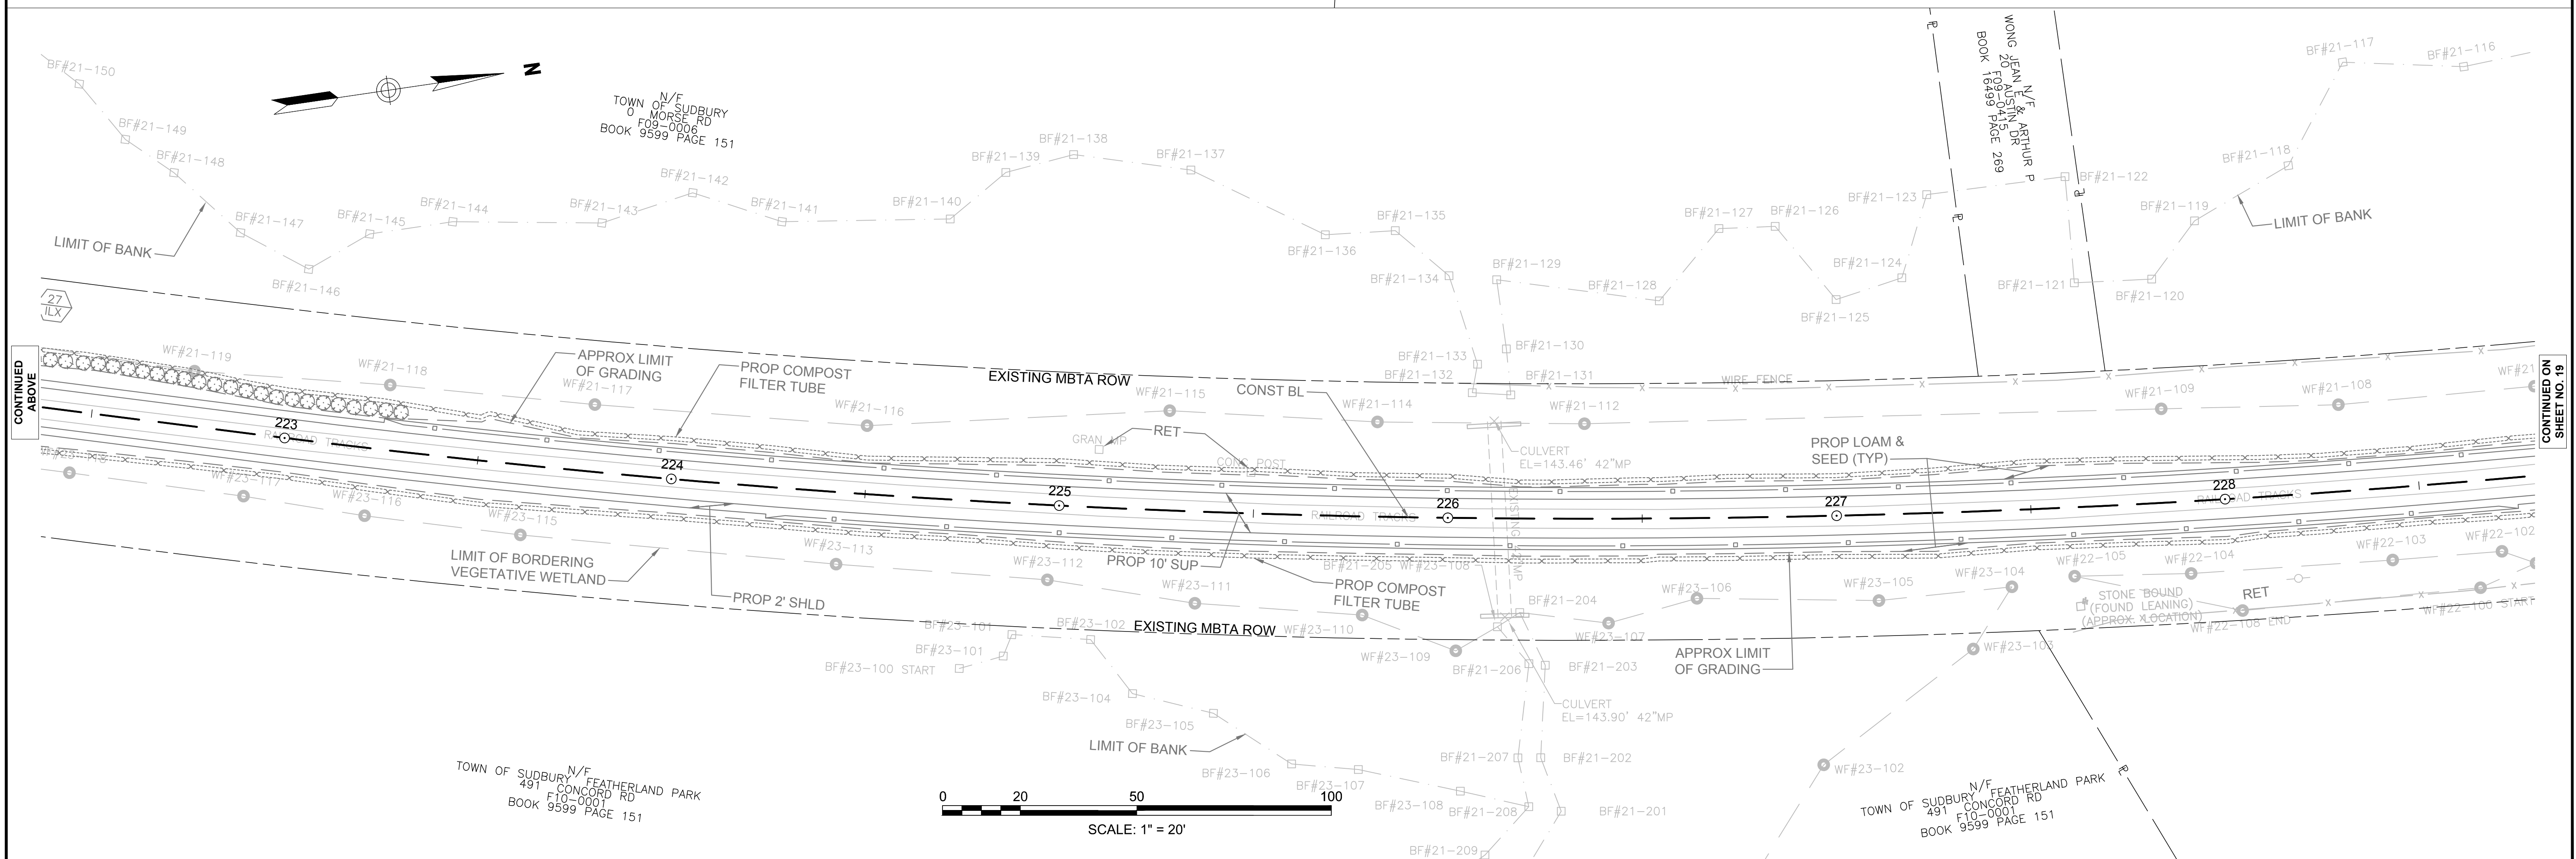 BF#21-150
BF#21-149
BF#21-148
BF#21-147
BF#21-146
BF#21-145
BF#21-144
BF#21-143
BF#21-142
BF#21-141
BF#21-140
BF#21-139
BF#21-138
BF#21-137
BF#21-136
BF#21-135
BF#21-134
BF#21-133
BF#21-132
BF#21-131
BF#21-130
BF#21-129
BF#21-128
BF#21-127
BF#21-126
BF#21-125
BF#21-124
BF#21-123
BF#21-122
BF#21-121
BF#21-120
BF#21-119
BF#21-118
BF#21-117
BF#21-116
N
N/F
TOWN OF SUDBURY
0 MORSE RD
F09-0006
BOOK 9599 PAGE 151
N/F
WONG JEAN E & ARTHUR P
20 AUSTIN DR
F09-0415
BOOK 16499 PAGE 269
PL
PL
PL
PL
LIMIT OF BANK
LIMIT OF BANK
27
ILX
CONTINUED
ABOVE
CONTINUED ON
SHEET NO. 19
WF#21-119
WF#21-118
WF#21-117
WF#21-116
WF#21-115
WF#21-114
WF#21-112
WF#21-109
WF#21-108
WF#21
APPROX LIMIT
OF GRADING
PROP COMPOST
FILTER TUBE
EXISTING MBTA ROW
CONST BL
WIRE FENCE
RET
GRAN MP
CONC POST
CULVERT
EL=143.46' 42"MP
PROP LOAM &
SEED (TYP)
223
224
225
226
227
228
RAILROAD TRACKS
RAILROAD TRACKS
RAILROAD TRACKS
WF#23-117
WF#23-116
WF#23-115
WF#23-113
WF#23-112
WF#23-111
WF#23-110
WF#23-109
WF#23-108
WF#23-107
WF#23-106
WF#23-105
WF#23-104
WF#23-103
WF#23-102
WF#22-105
WF#22-104
WF#22-103
WF#22-102
WF#22-108 END
WF#22-100 START
LIMIT OF BORDERING
VEGETATIVE WETLAND
PROP 2' SHLD
PROP 10' SUP
PROP COMPOST
FILTER TUBE
EXISTING MBTA ROW
APPROX LIMIT
OF GRADING
STONE BOUND
(FOUND LEANING)
(APPROX. LOCATION)
RET
BF#23-100 START
BF#23-101
BF#23-101
BF#23-102
BF#23-104
BF#23-105
BF#23-106
BF#23-107
BF#23-108
LIMIT OF BANK
BF#21-205
BF#21-204
BF#21-206
BF#21-203
CULVERT
EL=143.90' 42"MP
BF#21-207
BF#21-202
BF#21-208
BF#21-201
BF#21-209
PL
N/F
TOWN OF SUDBURY FEATHERLAND PARK
491 CONCORD RD
F10-0001
BOOK 9599 PAGE 151
0 20 50 100
SCALE: 1" = 20'
N/F
TOWN OF SUDBURY FEATHERLAND PARK
491 CONCORD RD
F10-0001
BOOK 9599 PAGE 151